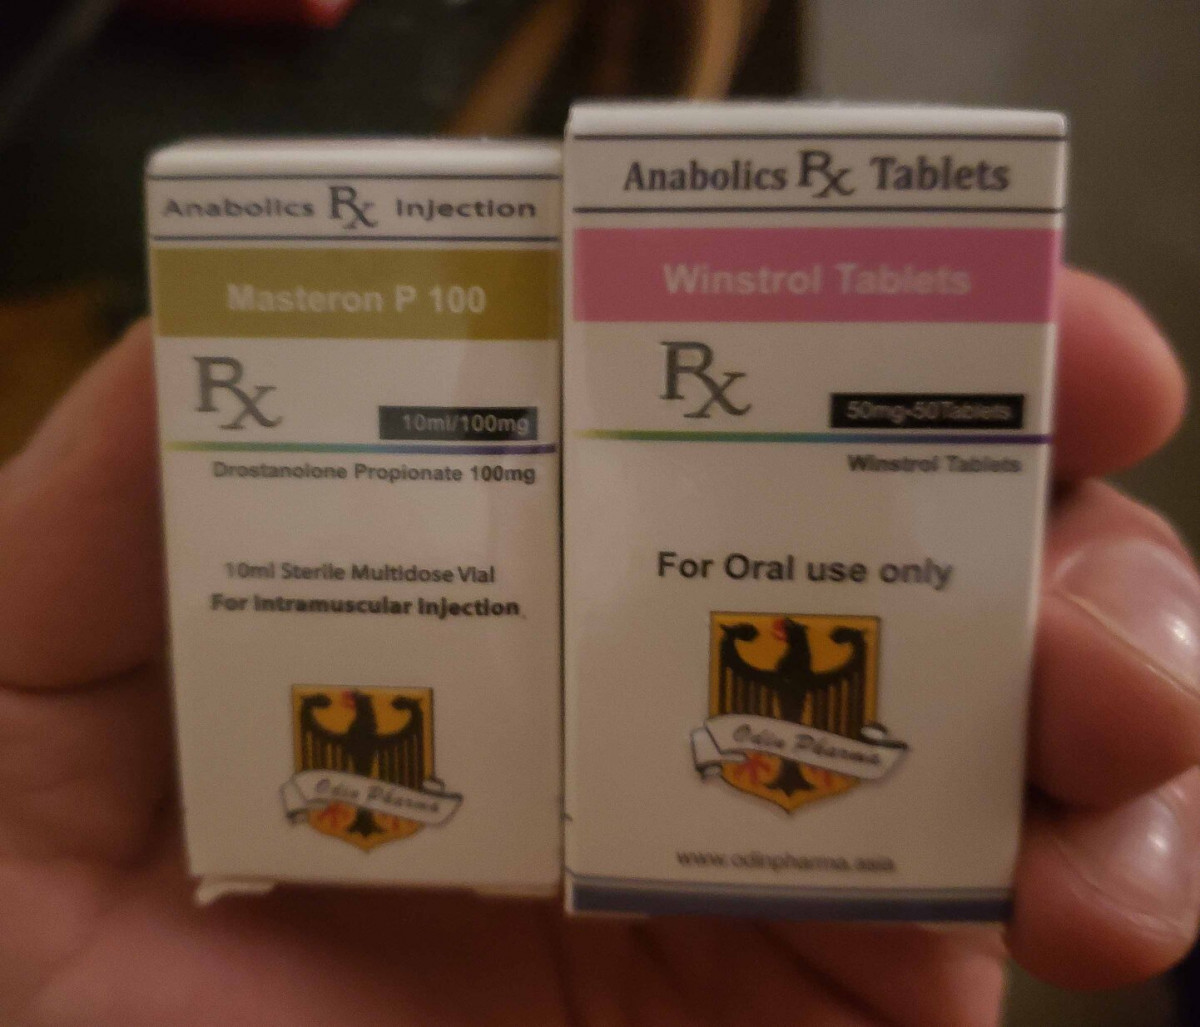 Anabolics Rx Injection
Masteron P 100
Rx
10ml/100mg
Drostanolone Propionate 100mg
10ml Sterile Multidose Vial
For Intramuscular Injection.
Odin Pharma
Anabolics Rx Tablets
Winstrol Tablets
Rx
50mg-50Tablets
Winstrol Tablets
For Oral use only
Odin Pharma
www.odinpharma.asia